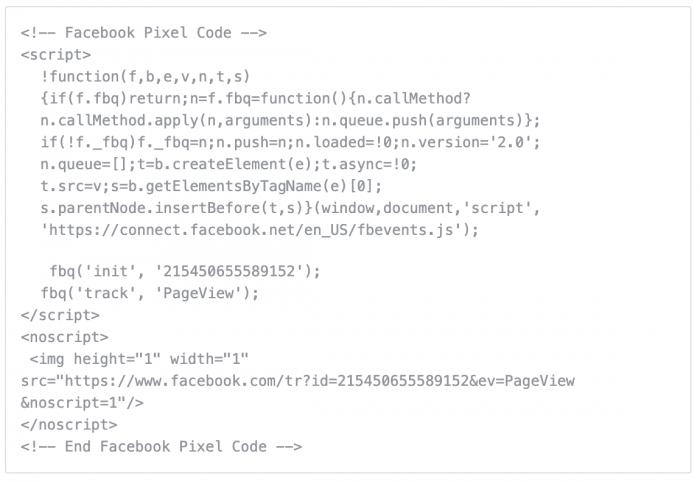 <!-- Facebook Pixel Code -->
<script>
!function(f,b,e,v,n,t,s)
{if(f.fbq)return;n=f.fbq=function(){n.callMethod?
n.callMethod.apply(n,arguments):n.queue.push(arguments)};
if(!f._fbq)f._fbq=n;n.push=n;n.loaded=!0;n.version='2.0';
n.queue=[];t=b.createElement(e);t.async=!0;
t.src=v;s=b.getElementsByTagName(e)[0];
s.parentNode.insertBefore(t,s)}(window,document,'script',
'https://connect.facebook.net/en_US/fbevents.js');
fbq('init', '215450655589152');
fbq('track', 'PageView');
</script>
<noscript>
<img height="1" width="1"
src="https://www.facebook.com/tr?id=215450655589152&ev=PageView
&noscript=1"/>
</noscript>
<!-- End Facebook Pixel Code -->